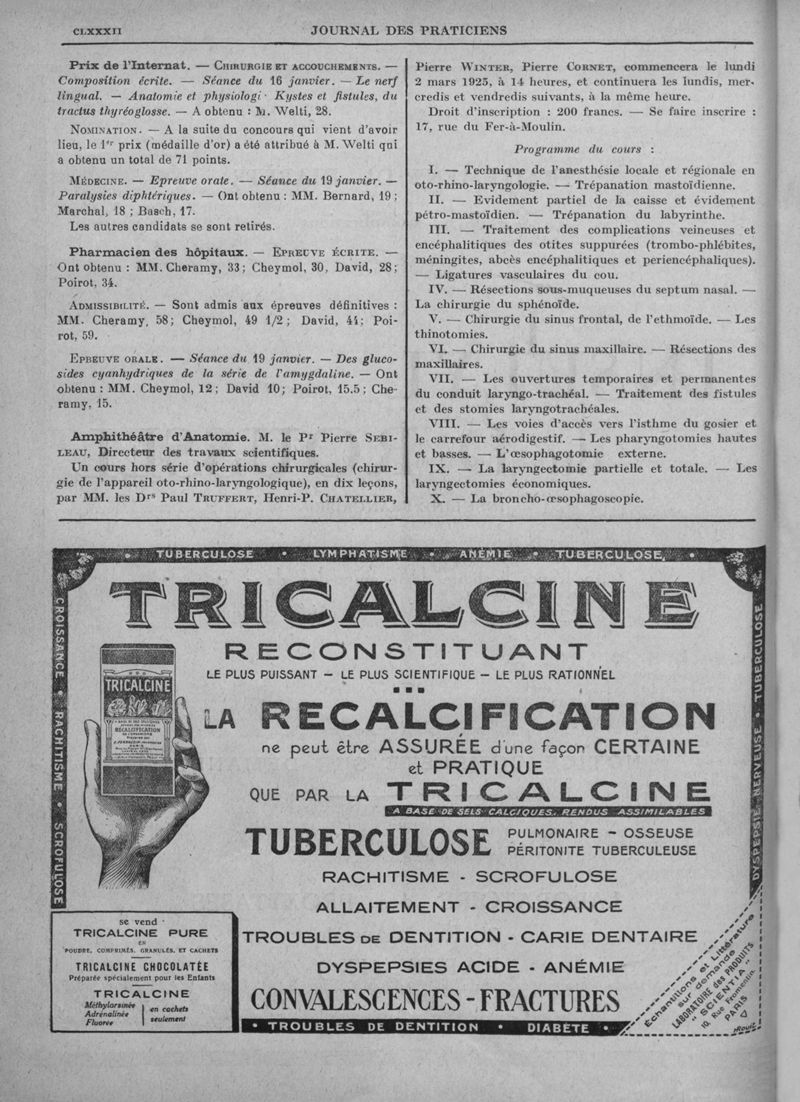 CLXXXII
JOURNAL DES PRATICIENS
Prix de l'Internat. — CHIRURGIE ET ACCOUCHEMENTS. —
Composition écrite. — Séance du 16 janvier. — Le nerf
lingual. — Anatomie et physiologi· Kystes et fistules, du
tractus thyréoglosse. — A obtenu : M. Welti, 28.
NOMINATION. — A la suite du concours qui vient d'avoir
lieu, le 1er prix (médaille d'or) a été attribué à M. Welti qui
a obtenu un total de 71 points.
MÉDECINE. — Epreuve orale. — Séance du 19 janvier. —
Paralysies diphtériques. — Ont obtenu : MM. Bernard, 19 ;
Marchal, 18 ; Basch, 17.
Les autres candidats se sont retirés.
Pharmacien des hôpitaux. — EPREUVE ÉCRITE. —
Ont obtenu : MM. Cheramy, 33 ; Cheymol, 30, David, 28 ;
Poirot, 34.
ADMISSIBILITÉ. — Sont admis aux épreuves définitives :
MM. Cheramy, 58 ; Cheymol, 49 1/2 ; David, 44 ; Poi-
rot, 59.
EPREUVE ORALE. — Séance du 19 janvier. — Des gluco-
sides cyanhydriques de la série de l'amygdaline. — Ont
obtenu : MM. Cheymol, 12 ; David 10 ; Poirot, 15.5 ; Che-
ramy, 15.
Amphithéâtre d'Anatomie. M. le Pr Pierre SEBI-
LEAU, Directeur des travaux scientifiques.
Un cours hors série d'opérations chirurgicales (chirur-
gie de l'appareil oto-rhino-laryngologique), en dix leçons,
par MM. les Drs Paul TRUFFERT, Henri-P. CHATELLIER,
Pierre WINTER, Pierre CORNET, commencera le lundi
2 mars 1925, à 14 heures, et continuera les lundis, mer-
credis et vendredis suivants, à la même heure.
Droit d'inscription : 200 francs. — Se faire inscrire :
17, rue du Fer-à-Moulin.
Programme du cours :
I. — Technique de l'anesthésie locale et régionale en
oto-rhino-laryngologie. — Trépanation mastoïdienne.
II. — Evidement partiel de la caisse et évidement
pétro-mastoïdien. — Trépanation du labyrinthe.
III. — Traitement des complications veineuses et
encéphalitiques des otites suppurées (trombo-phlébites,
méningites, abcès encéphalitiques et periencéphaliques).
— Ligatures vasculaires du cou.
IV. — Résections sous-muqueuses du septum nasal. —
La chirurgie du sphénoïde.
V. — Chirurgie du sinus frontal, de l'ethmoïde. — Les
thinotomies.
VI. — Chirurgie du sinus maxillaire. — Résections des
maxillaires.
VII. — Les ouvertures temporaires et permanentes
du conduit laryngo-trachéal. — Traitement des fistules
et des stomies laryngotrachéales.
VIII. — Les voies d'accès vers l'isthme du gosier et
le carrefour aérodigestif. — Les pharyngotomies hautes
et basses. — L'œsophagotomie externe.
IX. — La laryngectomie partielle et totale. — Les
laryngectomies économiques.
X. — La broncho-œsophagoscopie.
TUBERCULOSE • LYMPHATISME • ANÉMIE • TUBERCULOSE •
CROISSANCE • RACHITISME • SCROFULOSE
DYSPEPSIE NERVEUSE • TUBERCULOSE
TRICALCINE
RECONSTITUANT
LE PLUS PUISSANT — LE PLUS SCIENTIFIQUE — LE PLUS RATIONNEL
TRICALCINE
RECALCIFICATION
LA RECALCIFICATION
ne peut être ASSURÉE d'une façon CERTAINE
et PRATIQUE
QUE PAR LA TRICALCINE
A BASE DE SELS CALCIQUES RENDUS ASSIMILABLES
TUBERCULOSE PULMONAIRE - OSSEUSE
PÉRITONITE TUBERCULEUSE
RACHITISME - SCROFULOSE
ALLAITEMENT - CROISSANCE
TROUBLES DE DENTITION - CARIE DENTAIRE
DYSPEPSIES ACIDE - ANÉMIE
CONVALESCENCES - FRACTURES
• TROUBLES DE DENTITION • DIABÈTE •
se vend
TRICALCINE PURE
EN
POUDRE, COMPRIMÉS, GRANULÉS, ET CACHETS
TRICALCINE CHOCOLATÉE
Préparée spécialement pour les Enfants
TRICALCINE
Méthylarsinée
Adrénalinée
Fluorée
en cachets
seulement
Echantillons et Littérature
sur demande
LABORATOIRE des PRODUITS
"SCIENTIA"
10, Rue Fromentin.
PARIS